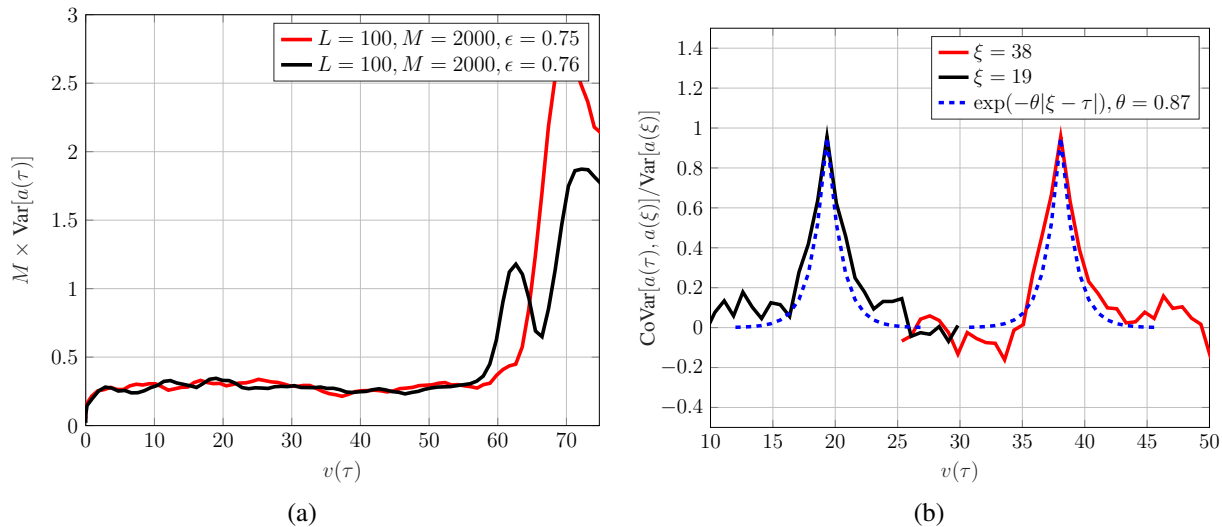 3
2.5
2
1.5
1
0.5
0
M × Var[a(τ)]
L = 100, M = 2000, ϵ = 0.75
L = 100, M = 2000, ϵ = 0.76
0 10 20 30 40 50 60 70
v(τ)
(a)
1.4
1.2
1
0.8
0.6
0.4
0.2
0
−0.2
−0.4
CoVar[a(τ), a(ξ)]/Var[a(ξ)]
ξ = 38
ξ = 19
exp(−θ|ξ − τ|), θ = 0.87
10 15 20 25 30 35 40 45 50
v(τ)
(b)